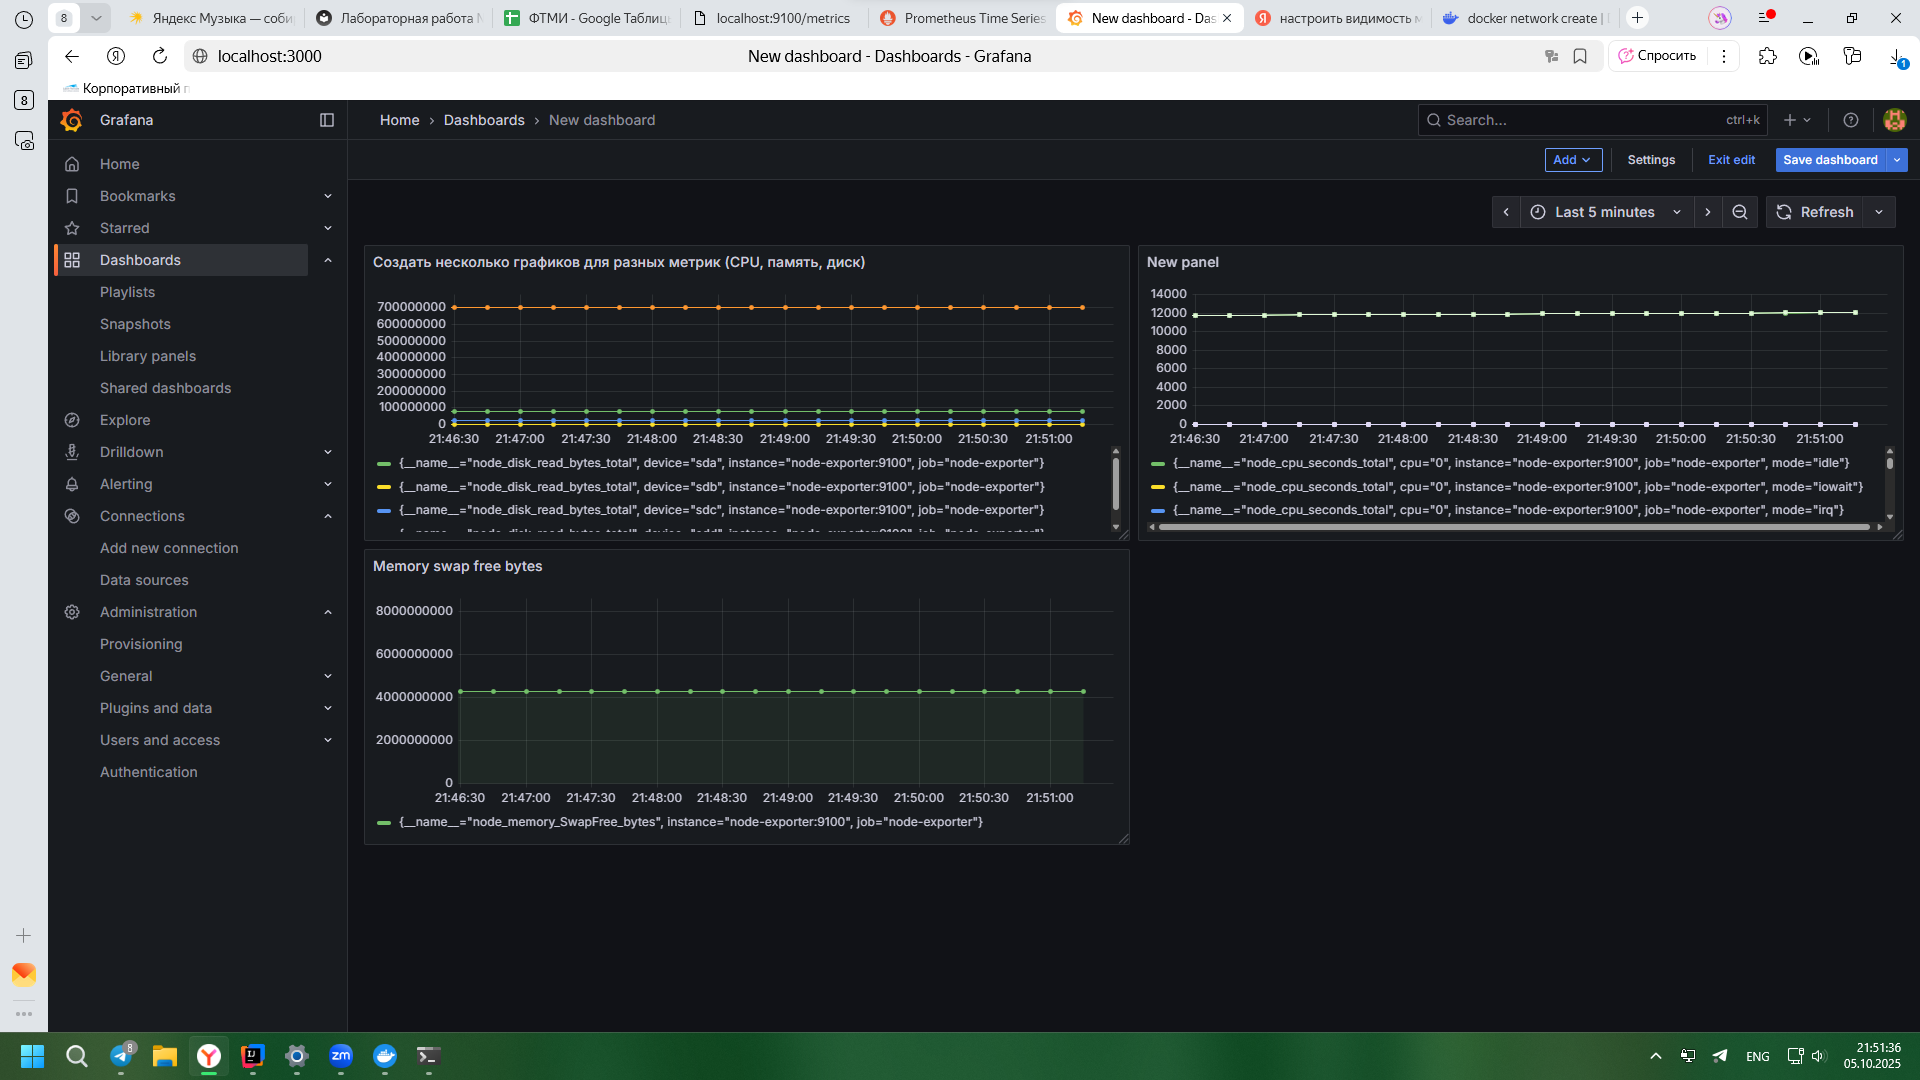 8
Яндекс Музыка — соби
Лабораторная работа
ФТМИ - Google Таблиц
localhost:9100/metrics
Prometheus Time Series
New dashboard - Das
настроить видимость
docker network create |
localhost:3000
New dashboard - Dashboards - Grafana
Спросить
1
Корпоративный
8
Grafana
Home › Dashboards › New dashboard
Search...
ctrl+k
Add
Settings
Exit edit
Save dashboard
Last 5 minutes
Refresh
Home
Bookmarks
Starred
Dashboards
Playlists
Snapshots
Library panels
Shared dashboards
Explore
Drilldown
Alerting
Connections
Add new connection
Data sources
Administration
Provisioning
General
Plugins and data
Users and access
Authentication
Создать несколько графиков для разных метрик (CPU, память, диск)
700000000
600000000
500000000
400000000
300000000
200000000
100000000
0
21:46:30 21:47:00 21:47:30 21:48:00 21:48:30 21:49:00 21:49:30 21:50:00 21:50:30 21:51:00
{__name__="node_disk_read_bytes_total", device="sda", instance="node-exporter:9100", job="node-exporter"}
{__name__="node_disk_read_bytes_total", device="sdb", instance="node-exporter:9100", job="node-exporter"}
{__name__="node_disk_read_bytes_total", device="sdc", instance="node-exporter:9100", job="node-exporter"}
New panel
14000
12000
10000
8000
6000
4000
2000
0
21:46:30 21:47:00 21:47:30 21:48:00 21:48:30 21:49:00 21:49:30 21:50:00 21:50:30 21:51:00
{__name__="node_cpu_seconds_total", cpu="0", instance="node-exporter:9100", job="node-exporter", mode="idle"}
{__name__="node_cpu_seconds_total", cpu="0", instance="node-exporter:9100", job="node-exporter", mode="iowait"}
{__name__="node_cpu_seconds_total", cpu="0", instance="node-exporter:9100", job="node-exporter", mode="irq"}
Memory swap free bytes
8000000000
6000000000
4000000000
2000000000
0
21:46:30 21:47:00 21:47:30 21:48:00 21:48:30 21:49:00 21:49:30 21:50:00 21:50:30 21:51:00
{__name__="node_memory_SwapFree_bytes", instance="node-exporter:9100", job="node-exporter"}
8
zm
ENG
21:51:36
05.10.2025